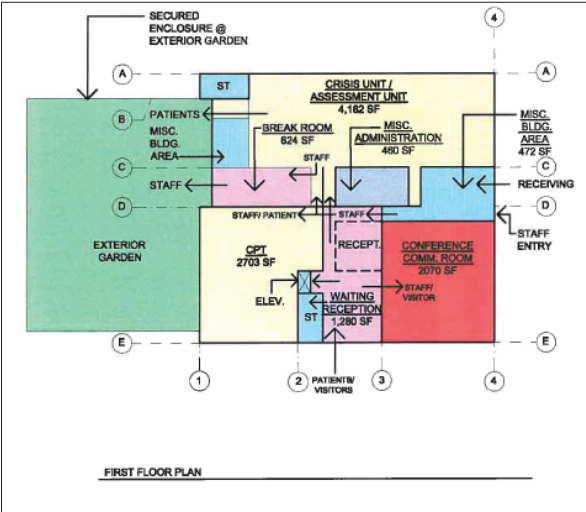 SECURED
ENCLOSURE @
EXTERIOR GARDEN
4
A
ST
CRISIS UNIT /
ASSESSMENT UNIT
4,182 SF
A
B
PATIENTS
MISC.
BLDG.
AREA
BREAK ROOM
624 SF
MISC.
ADMINISTRATION
460 SF
MISC.
BLDG.
AREA
472 SF
C
STAFF
STAFF
C
RECEIVING
D
STAFF/ PATIENT
STAFF
D
STAFF
ENTRY
EXTERIOR
GARDEN
CPT
2703 SF
RECEPT.
CONFERENCE
COMM. ROOM
2070 SF
ELEV.
STAFF/
VISITOR
ST
WAITING
RECEPTION
1,280 SF
E
E
1
2
PATIENTS/
VISITORS
3
4
FIRST FLOOR PLAN